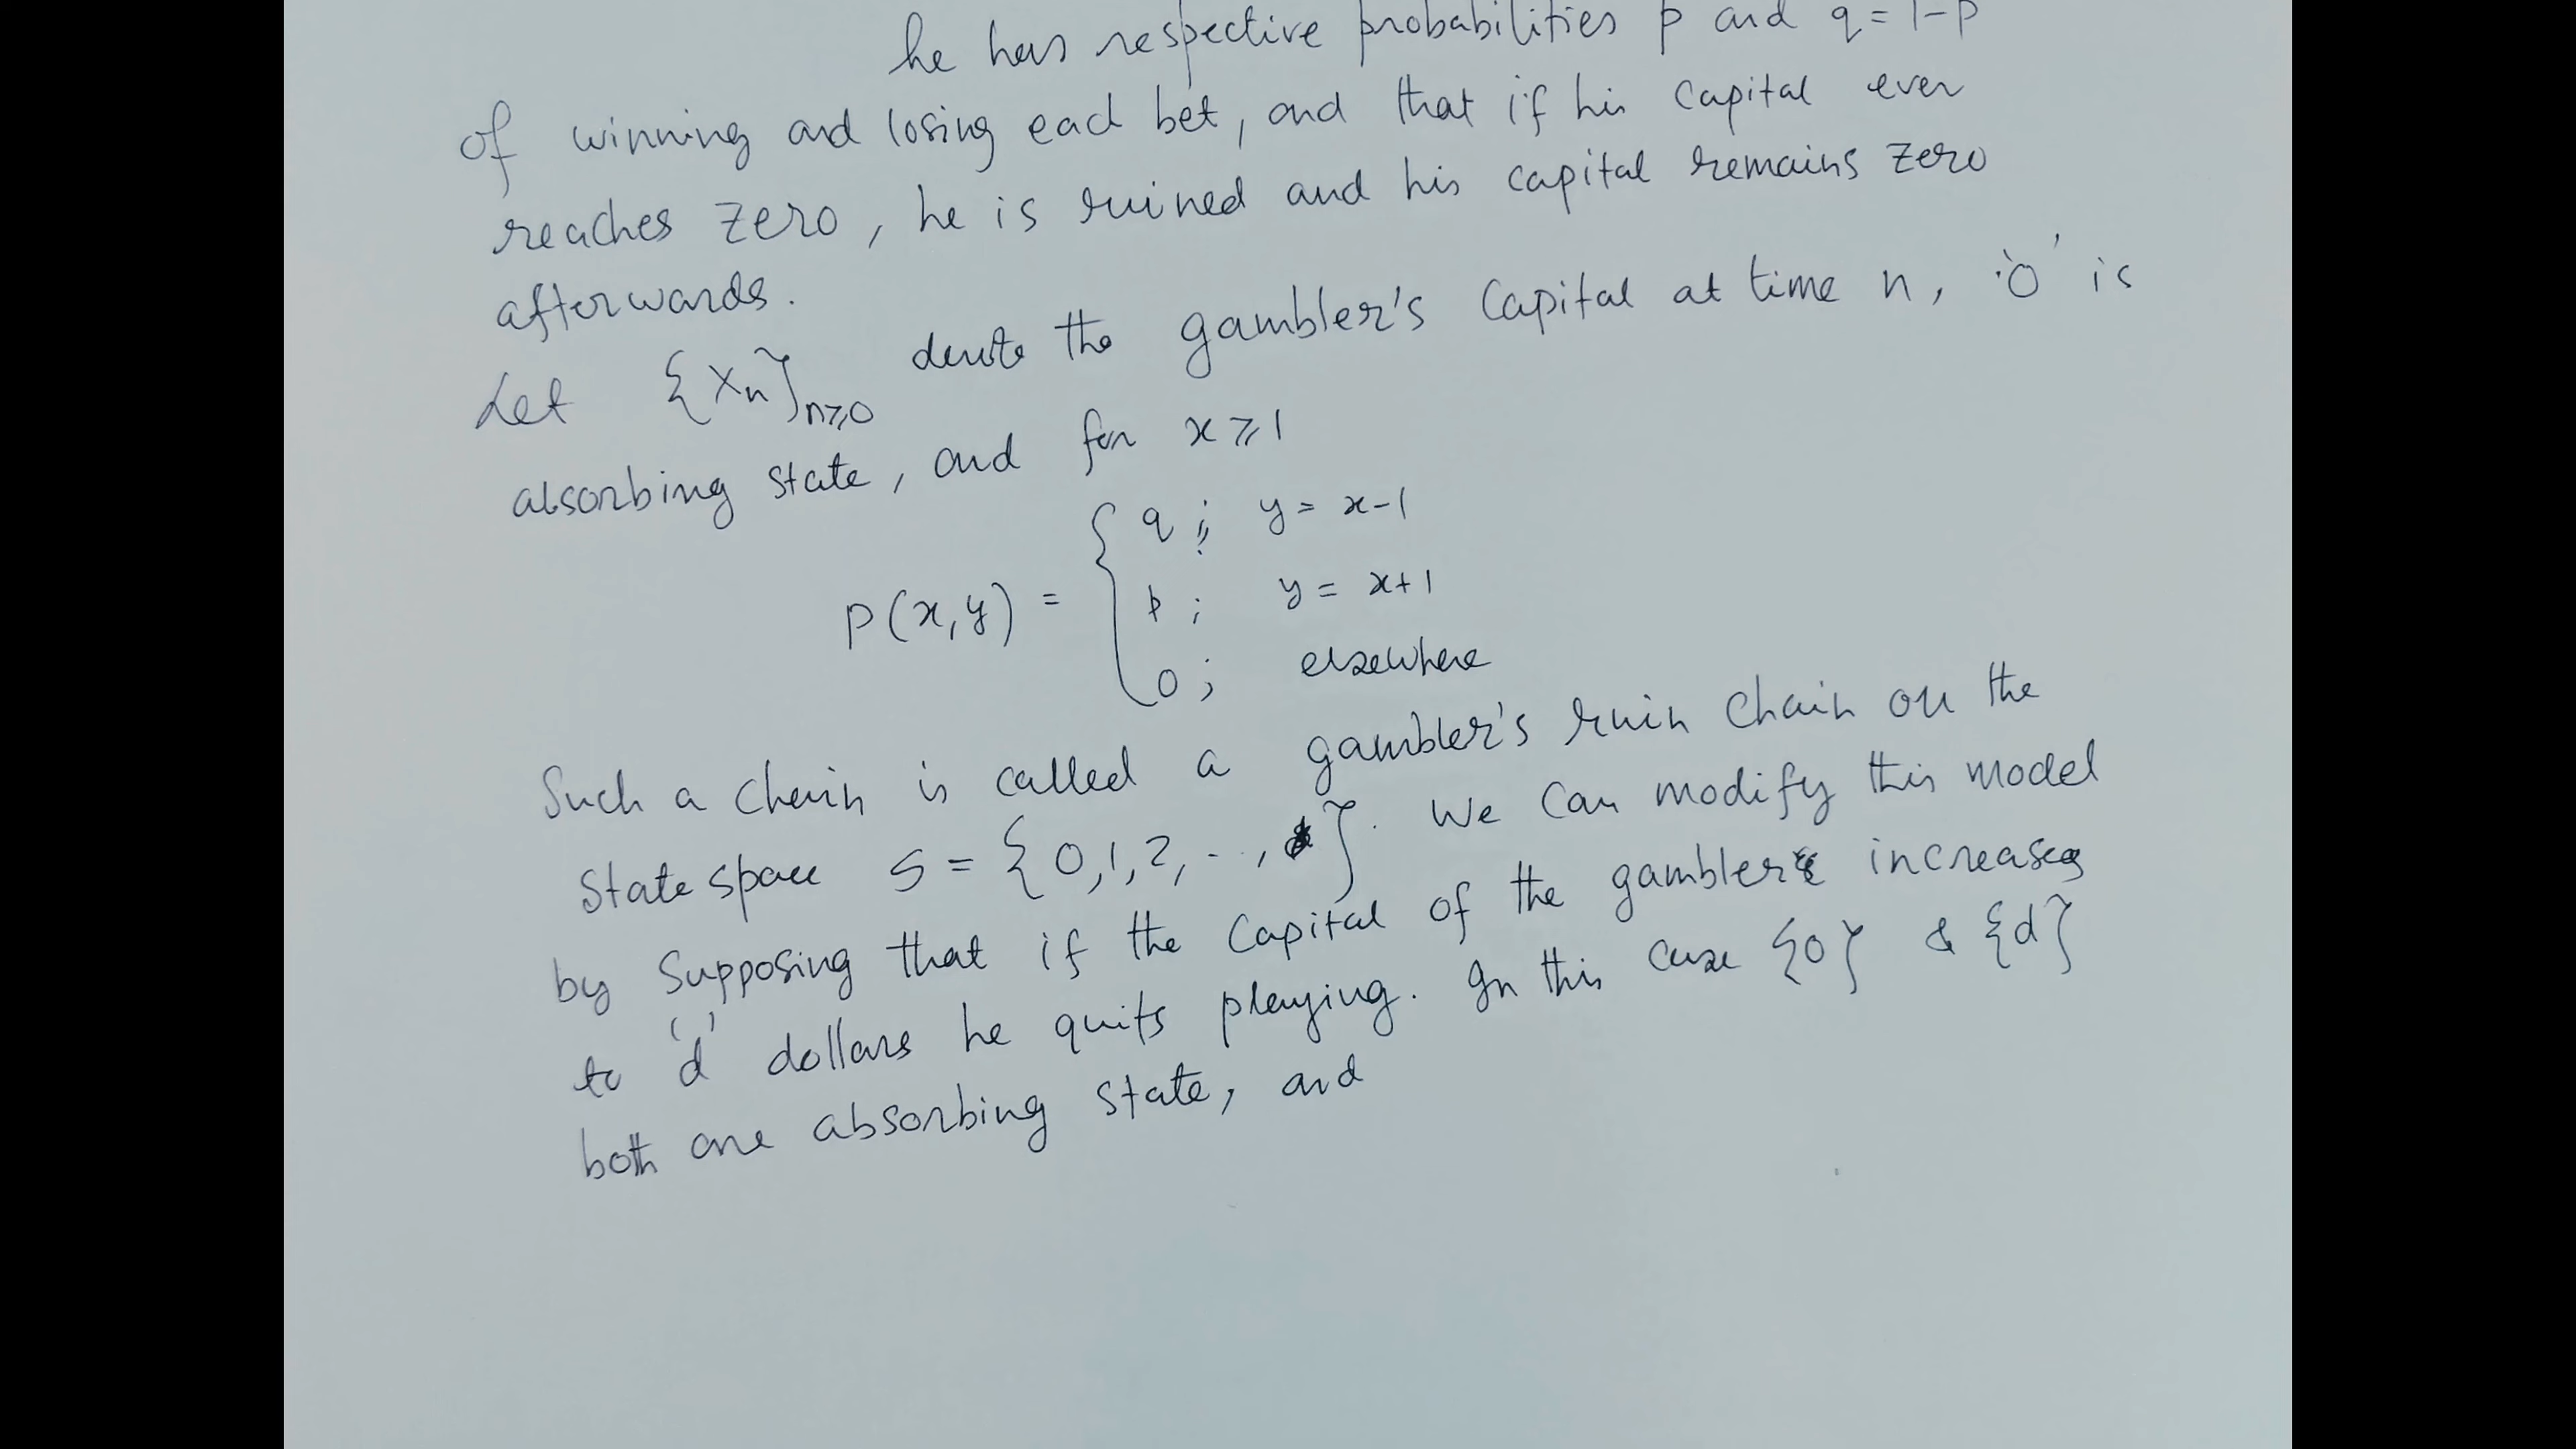 he has respective probabilities p and q = 1-p
of winning and losing each bet, and that if his capital ever
reaches zero, he is ruined and his capital remains zero
afterwards.
Let {Xn}n≥0 denote the gambler's Capital at time n, '0' is
absorbing state, and for x ≥ 1
P(x,y) = { q ; y = x-1
p ; y = x+1
0 ; elsewhere
Such a chain is called a gambler's ruin chain on the
State space S = {0,1,2,..., }. We can modify this model
by supposing that if the Capital of the gambler increases
to 'd' dollars he quits playing. In this case {0} & {d}
both are absorbing state, and